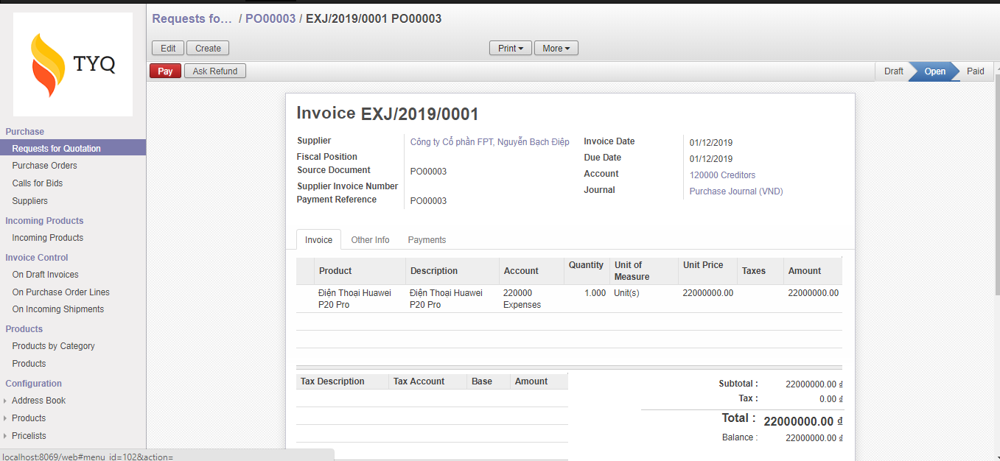 TYQ
Requests fo… / PO00003 / EXJ/2019/0001 PO00003
Edit Create Print More
Pay Ask Refund Draft Open Paid
Purchase
Requests for Quotation
Purchase Orders
Calls for Bids
Suppliers
Incoming Products
Incoming Products
Invoice Control
On Draft Invoices
On Purchase Order Lines
On Incoming Shipments
Products
Products by Category
Products
Configuration
Address Book
Products
Pricelists
localhost:8069/web#menu_id=102&action=
Invoice EXJ/2019/0001
Supplier Công ty Cổ phần FPT, Nguyễn Bạch Điệp
Fiscal Position
Source Document PO00003
Supplier Invoice Number
Payment Reference PO00003
Invoice Date 01/12/2019
Due Date 01/12/2019
Account 120000 Creditors
Journal Purchase Journal (VND)
Invoice Other Info Payments
Product Description Account Quantity Unit of Measure Unit Price Taxes Amount
Điện Thoại Huawei Điện Thoại Huawei 220000 1.000 Unit(s) 22000000.00 22000000.00
P20 Pro P20 Pro Expenses
Tax Description Tax Account Base Amount
Subtotal : 22000000.00 ₫
Tax : 0.00 ₫
Total : 22000000.00 ₫
Balance : 22000000.00 ₫